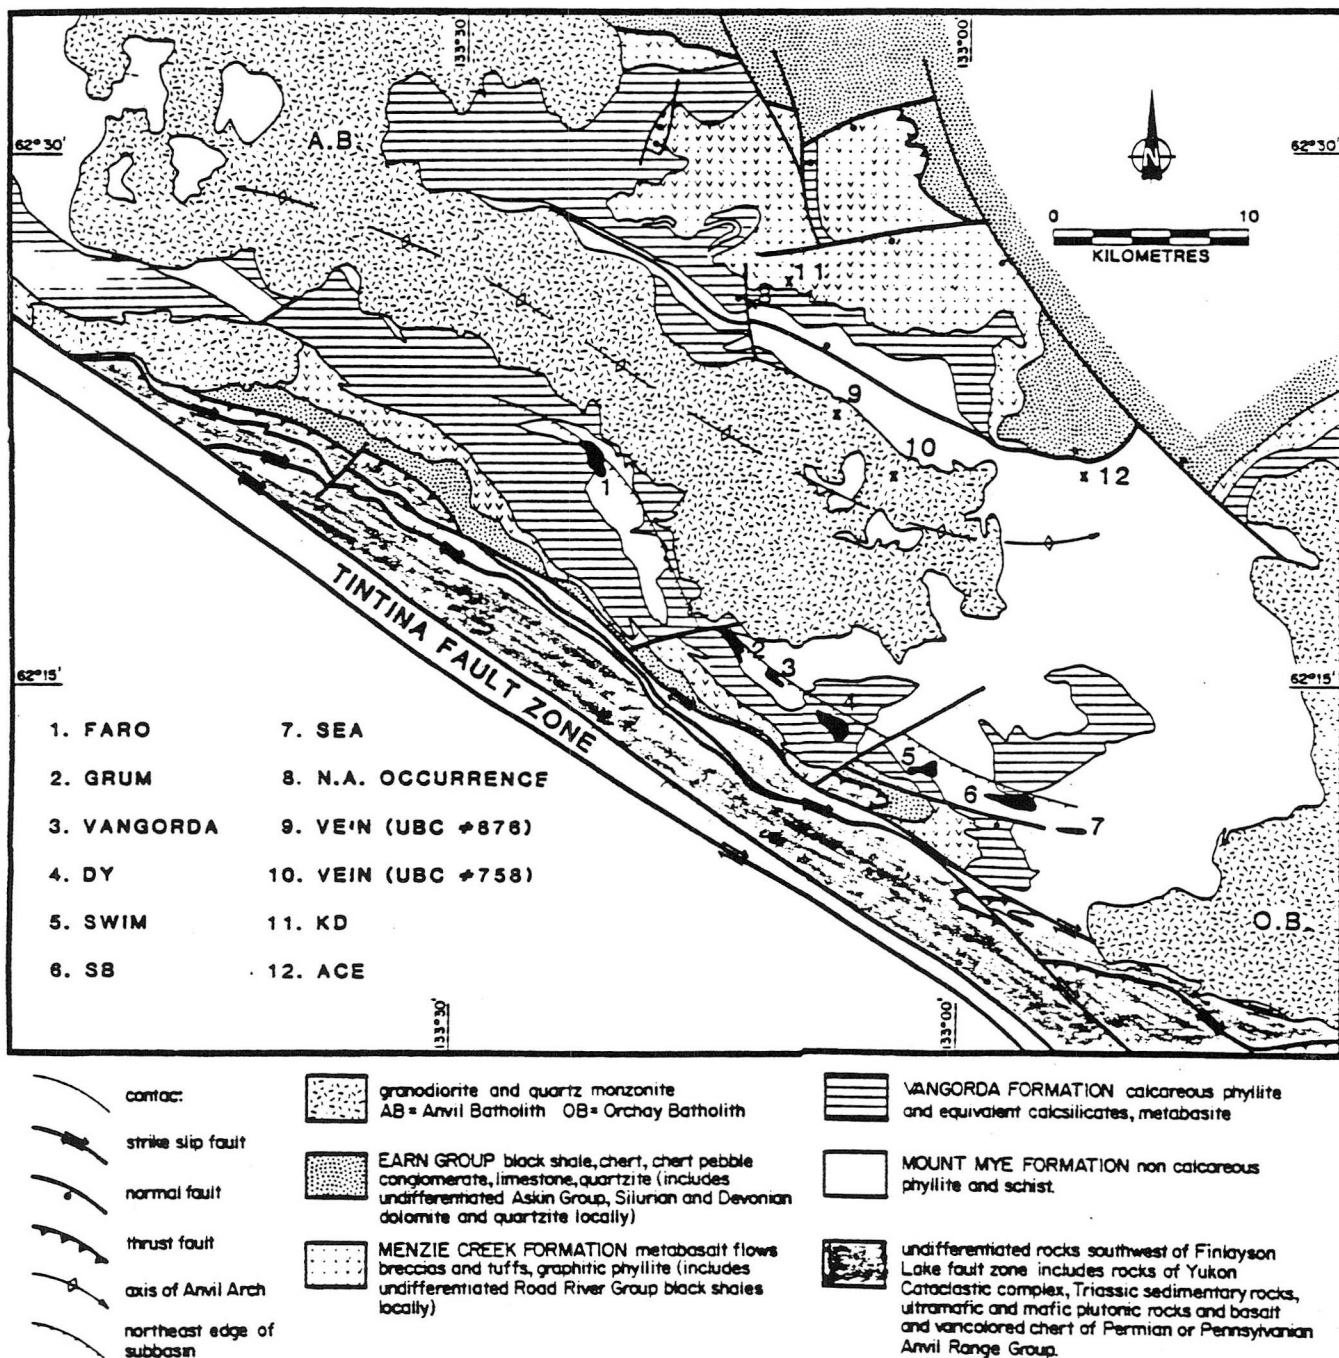 133°30'
133°00'
62°30'
62°30'
A.B
N
0 10
KILOMETRES
11
8
9
10
12
1
TINTINA FAULT ZONE
2
3
4
5
6
7
62°15'
62°15'
O.B.
1. FARO
2. GRUM
3. VANGORDA
4. DY
5. SWIM
6. SB
7. SEA
8. N.A. OCCURRENCE
9. VEIN (UBC #876)
10. VEIN (UBC #758)
11. KD
12. ACE
133°30'
133°00'
contact
strike slip fault
normal fault
thrust fault
axis of Anvil Arch
northeast edge of
subbasin
granodiorite and quartz monzonite
AB = Anvil Batholith OB = Orchay Batholith
EARN GROUP black shale, chert, chert pebble
conglomerate, limestone, quartzite (includes
undifferentiated Askin Group, Silurian and Devonian
dolomite and quartzite locally)
MENZIE CREEK FORMATION metabasalt flows
breccias and tuffs, graphitic phyllite (includes
undifferentiated Road River Group black shales
locally)
VANGORDA FORMATION calcareous phyllite
and equivalent calcsilicates, metabasite
MOUNT MYE FORMATION non calcareous
phyllite and schist.
undifferentiated rocks southwest of Finlayson
Lake fault zone includes rocks of Yukon
Cataclastic complex, Triassic sedimentary rocks,
ultramafic and mafic plutonic rocks and basalt
and varicolored chert of Permian or Pennsylvanian
Anvil Range Group.